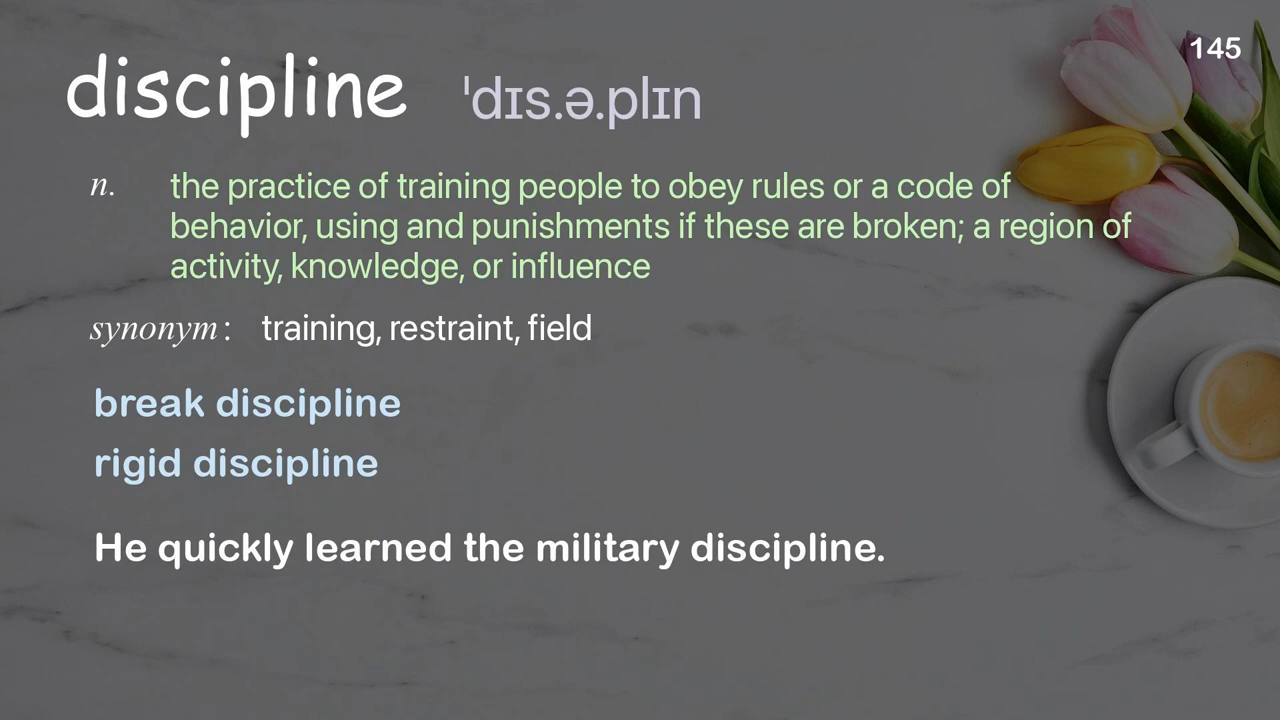 145
discipline ˈdɪs.ə.plɪn
n. the practice of training people to obey rules or a code of
behavior, using and punishments if these are broken; a region of
activity, knowledge, or influence
synonym: training, restraint, field
break discipline
rigid discipline
He quickly learned the military discipline.